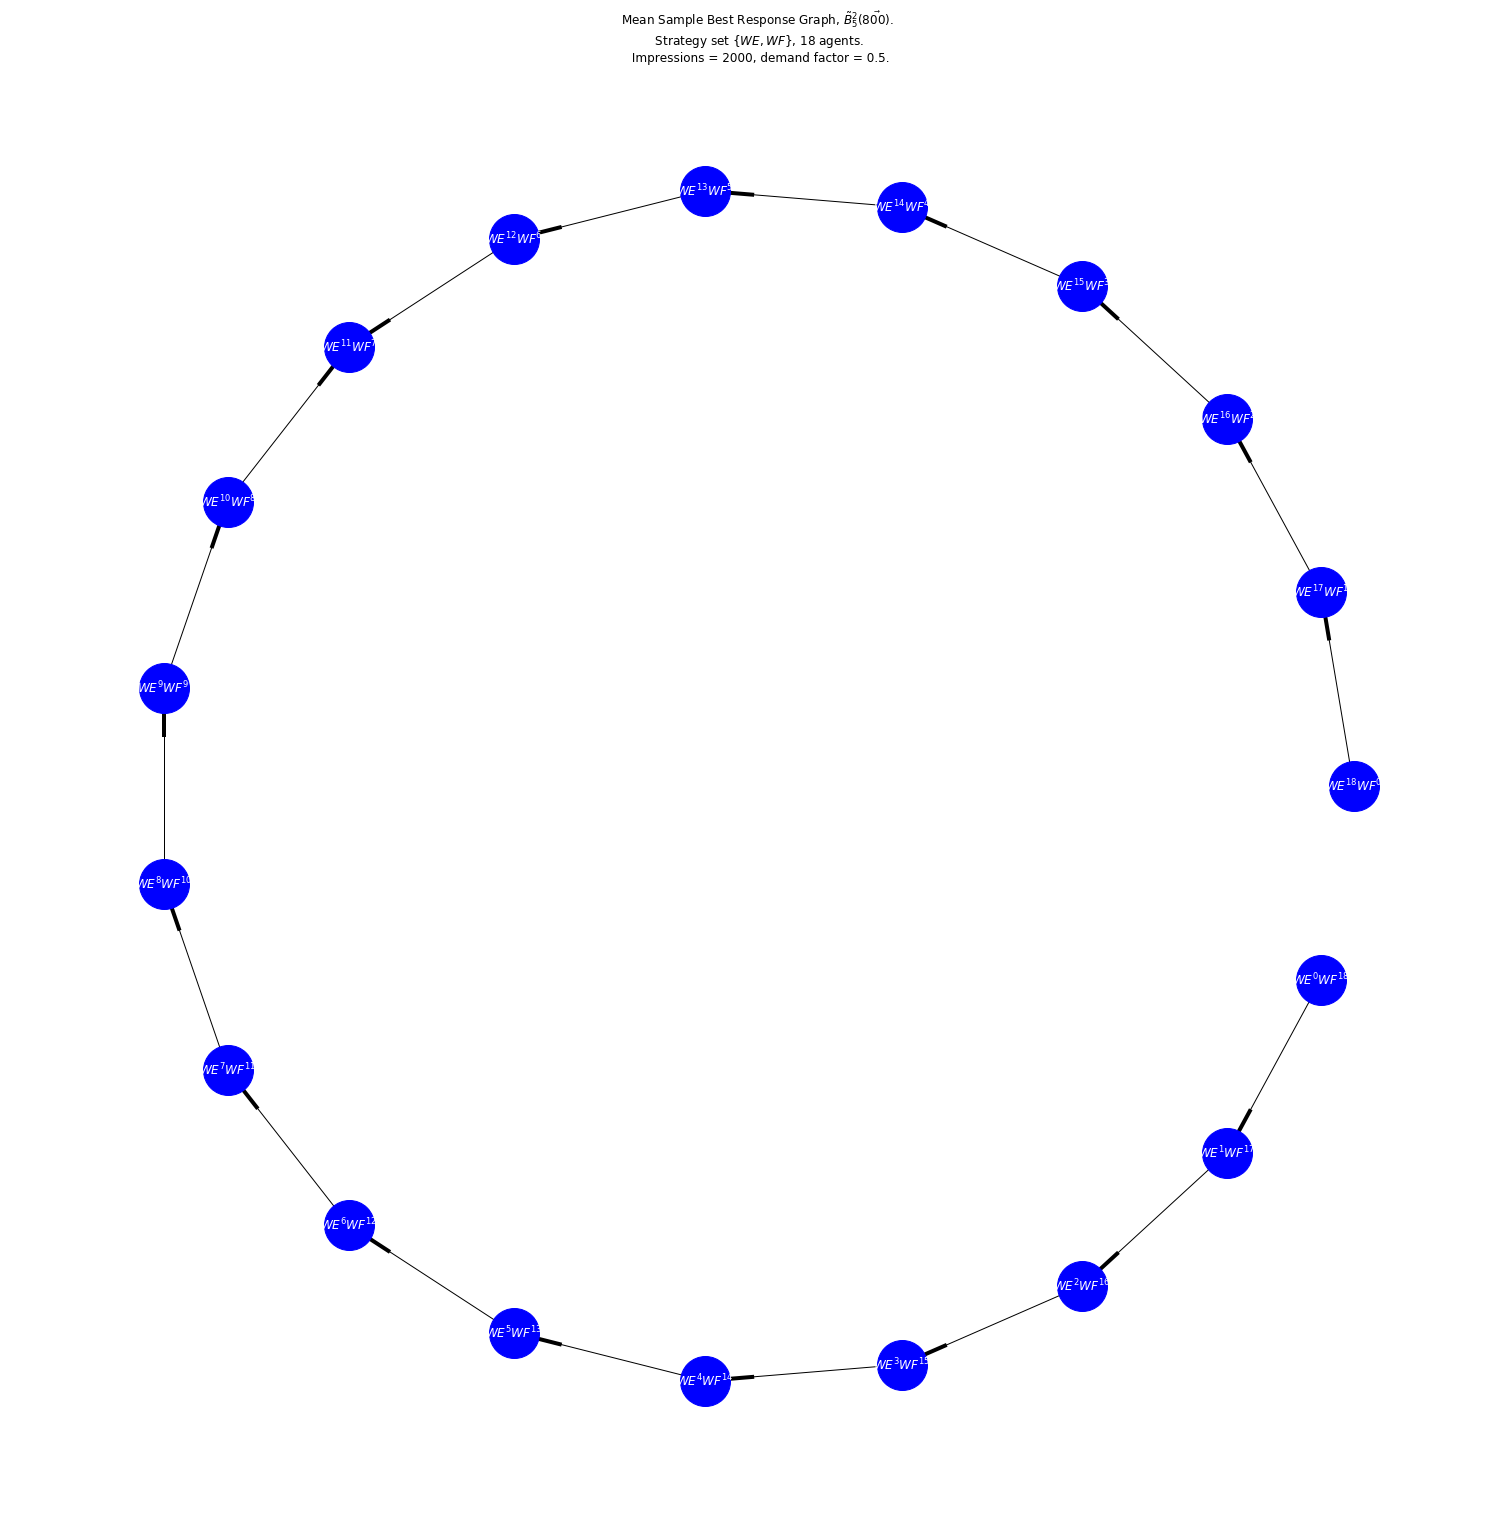 Mean Sample Best Response Graph, $\tilde{B}_5^2(\vec{800})$.
Strategy set {WE, WF}, 18 agents.
Impressions = 2000, demand factor = 0.5.
WE^{13}WF^5
WE^{14}WF^4
WE^{12}WF^6
WE^{15}WF^3
WE^{11}WF^7
WE^{16}WF^2
WE^{10}WF^8
WE^{17}WF^1
WE^9WF^9
WE^{18}WF^0
WE^8WF^{10}
WE^0WF^{18}
WE^7WF^{11}
WE^1WF^{17}
WE^6WF^{12}
WE^2WF^{16}
WE^5WF^{13}
WE^3WF^{15}
WE^4WF^{14}